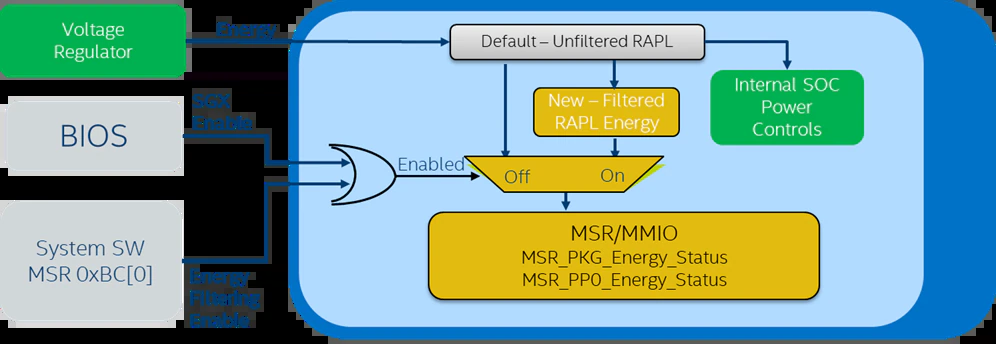 Voltage
Regulator
Energy
Default – Unfiltered RAPL
New – Filtered
RAPL Energy
Internal SOC
Power
Controls
SGX
Enable
BIOS
Enabled
Off
On
System SW
MSR 0xBC[0]
Energy
Filtering
Enable
MSR/MMIO
MSR_PKG_Energy_Status
MSR_PP0_Energy_Status